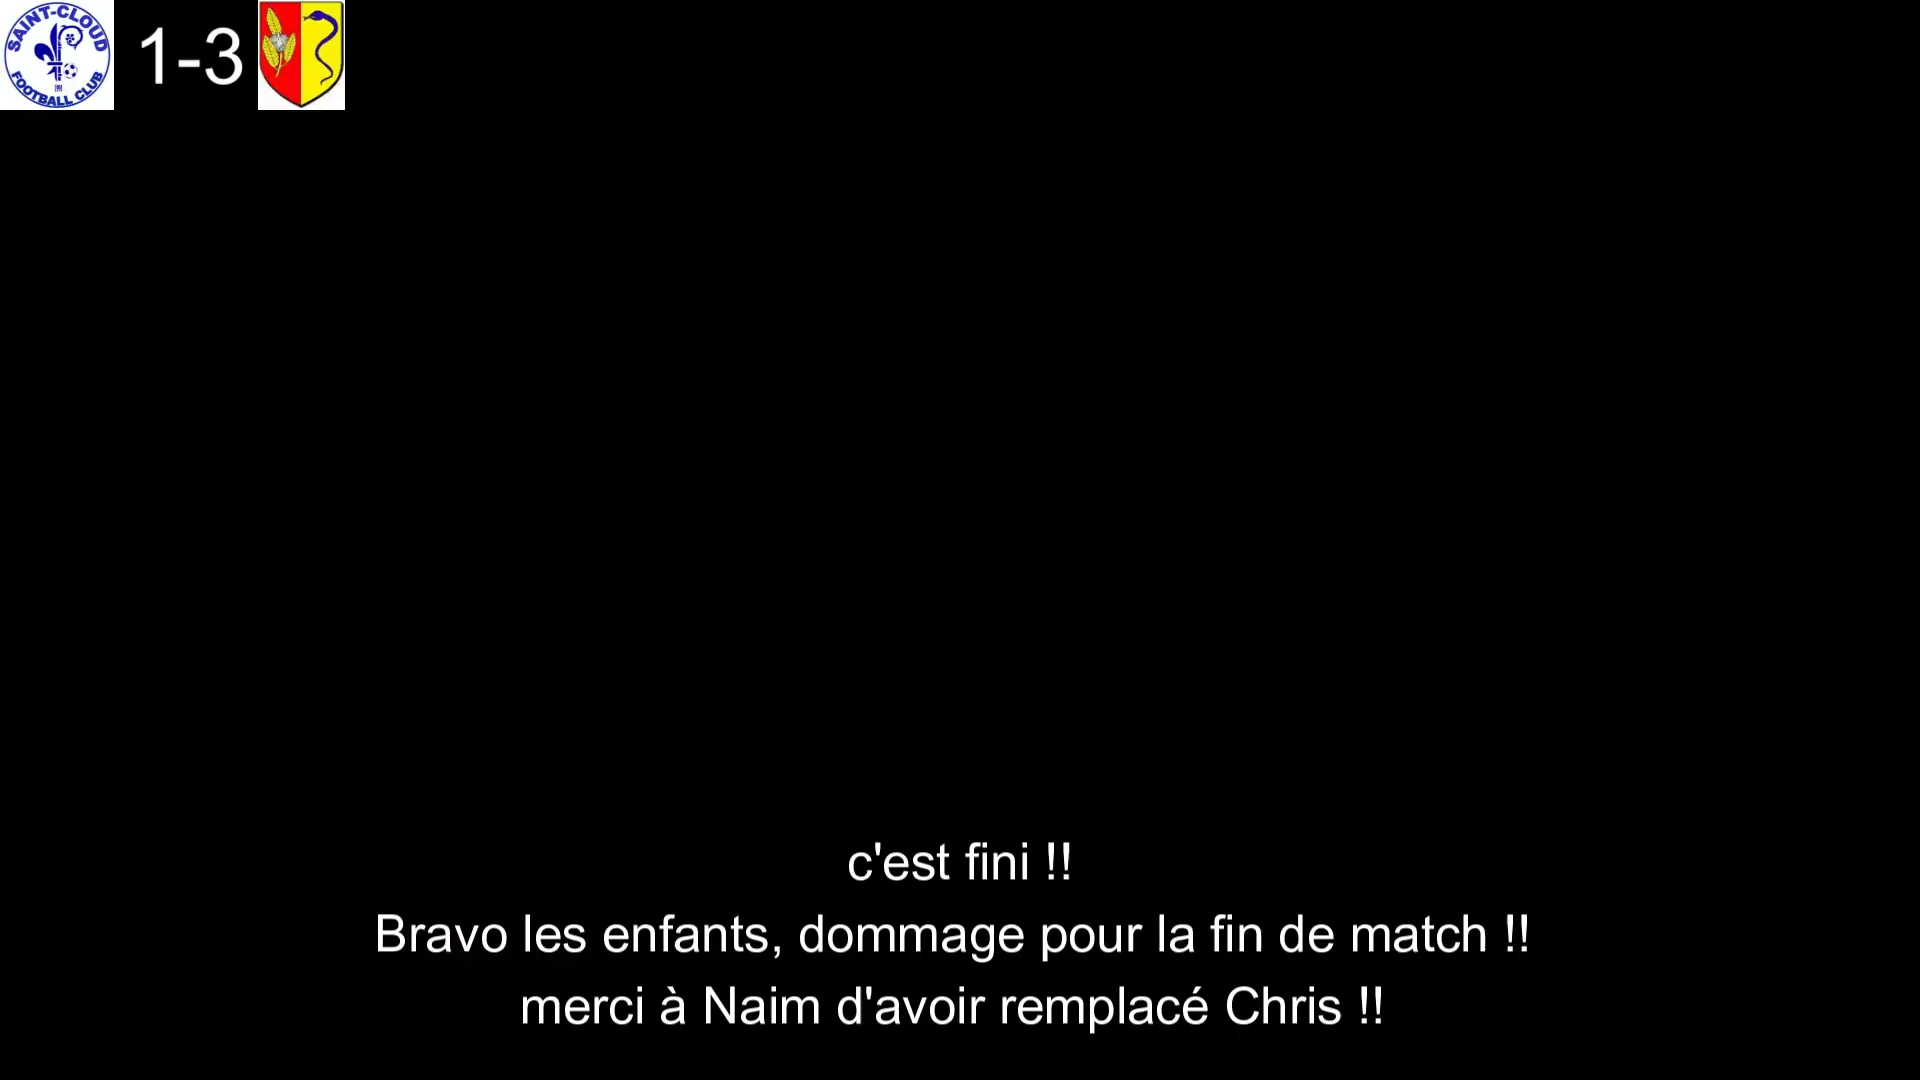 SAINT-CLOUD
FOOTBALL CLUB
1-3
c'est fini !!
Bravo les enfants, dommage pour la fin de match !!
merci à Naim d'avoir remplacé Chris !!